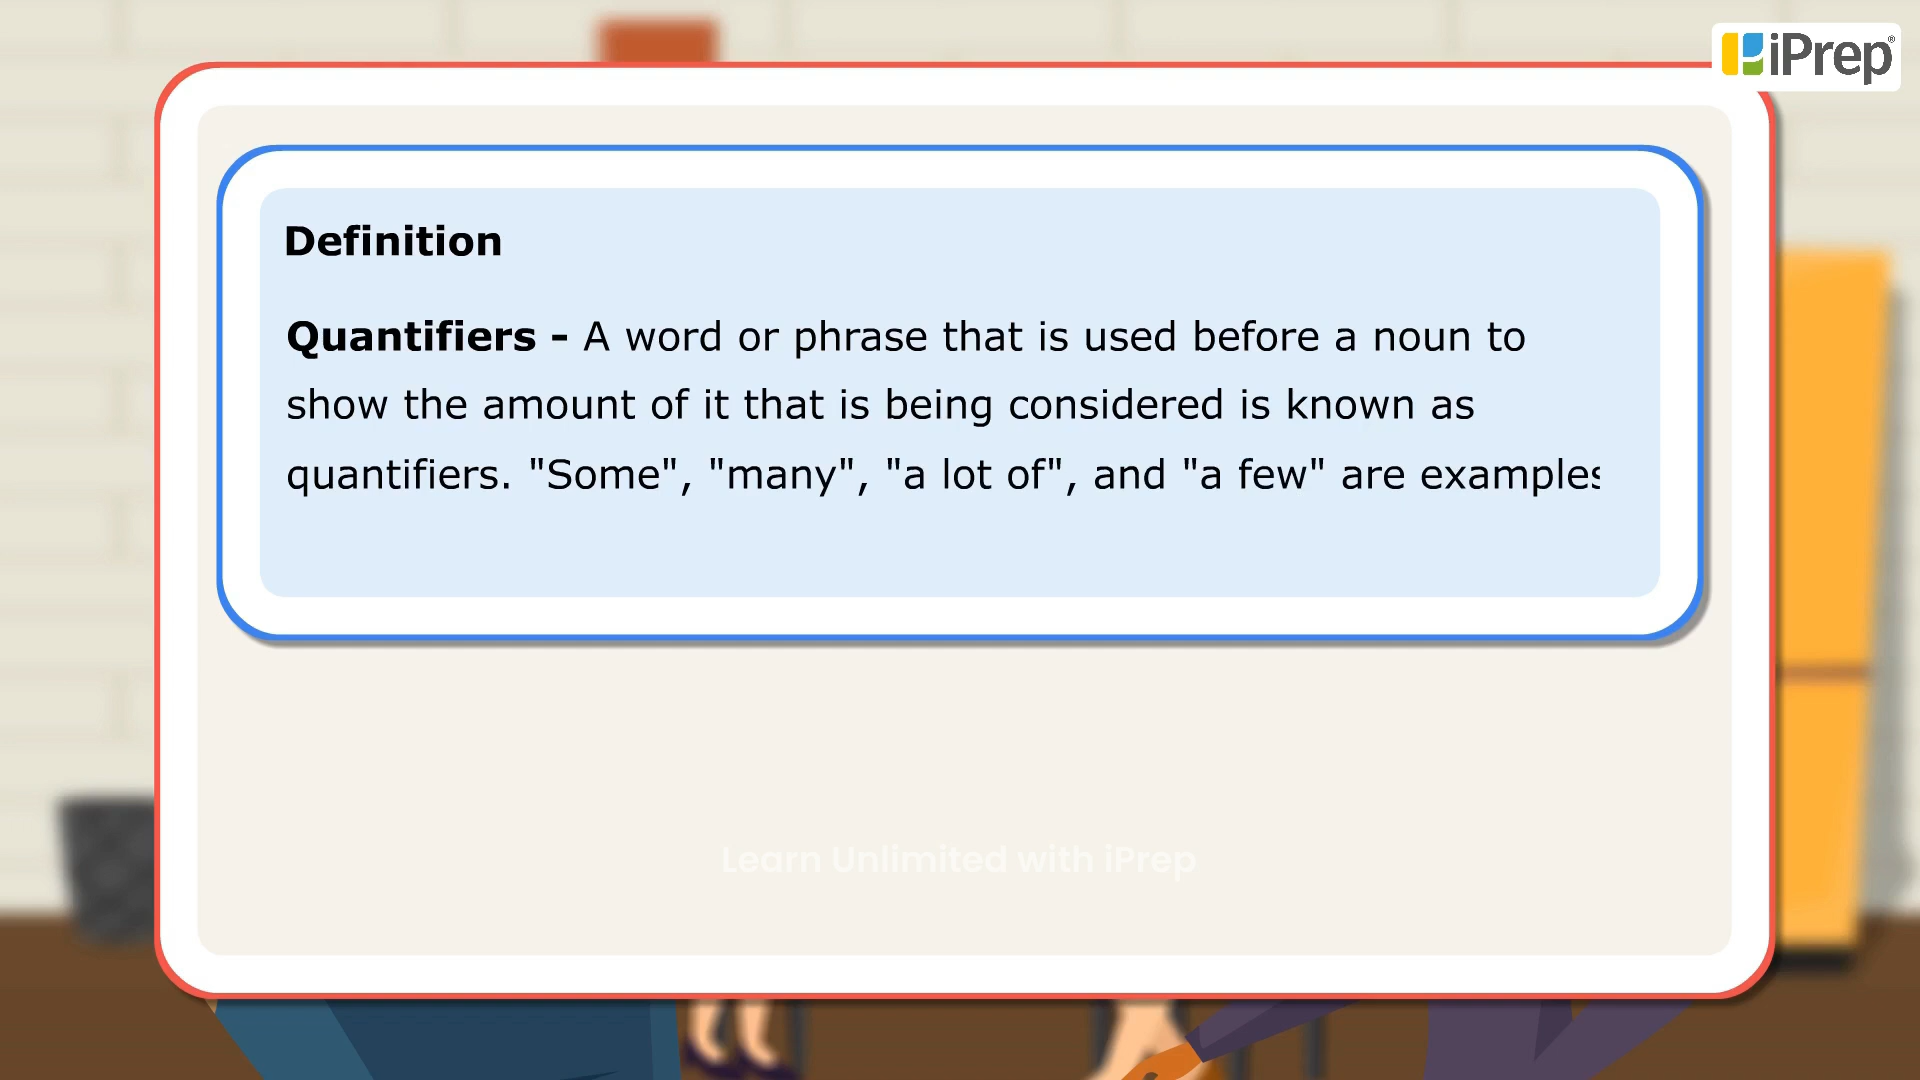 iPrep®
Definition
Quantifiers - A word or phrase that is used before a noun to
show the amount of it that is being considered is known as
quantifiers. "Some", "many", "a lot of", and "a few" are examples
Learn Unlimited with iPrep